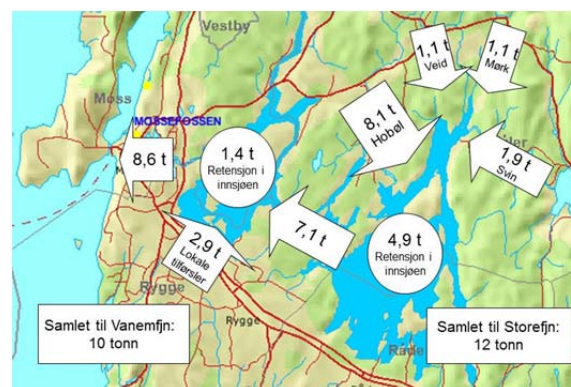 Vestby
1,1 t
Veid
1,1 t
Mørk
Moss
MOSSEFOSSEN
8,1 t
Hobøl
8,6 t
1,4 t
Retensjon i
innsjøen
1,9 t
Svin
7,1 t
4,9 t
Retensjon i
innsjøen
2,9 t
Lokale
tilførsler
Rygge
Rygge
Råde
Samlet til Vanemfjn:
10 tonn
Samlet til Storefjn:
12 tonn